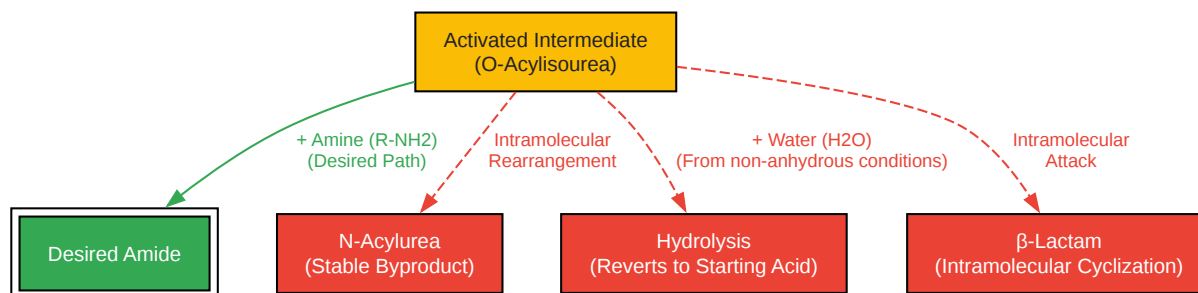 Activated Intermediate
(O-Acylisourea)
+ Amine (R-NH2)
(Desired Path)
Intramolecular
Rearrangement
+ Water (H2O)
(From non-anhydrous conditions)
Intramolecular
Attack
Desired Amide
N-Acylurea
(Stable Byproduct)
Hydrolysis
(Reverts to Starting Acid)
β-Lactam
(Intramolecular Cyclization)